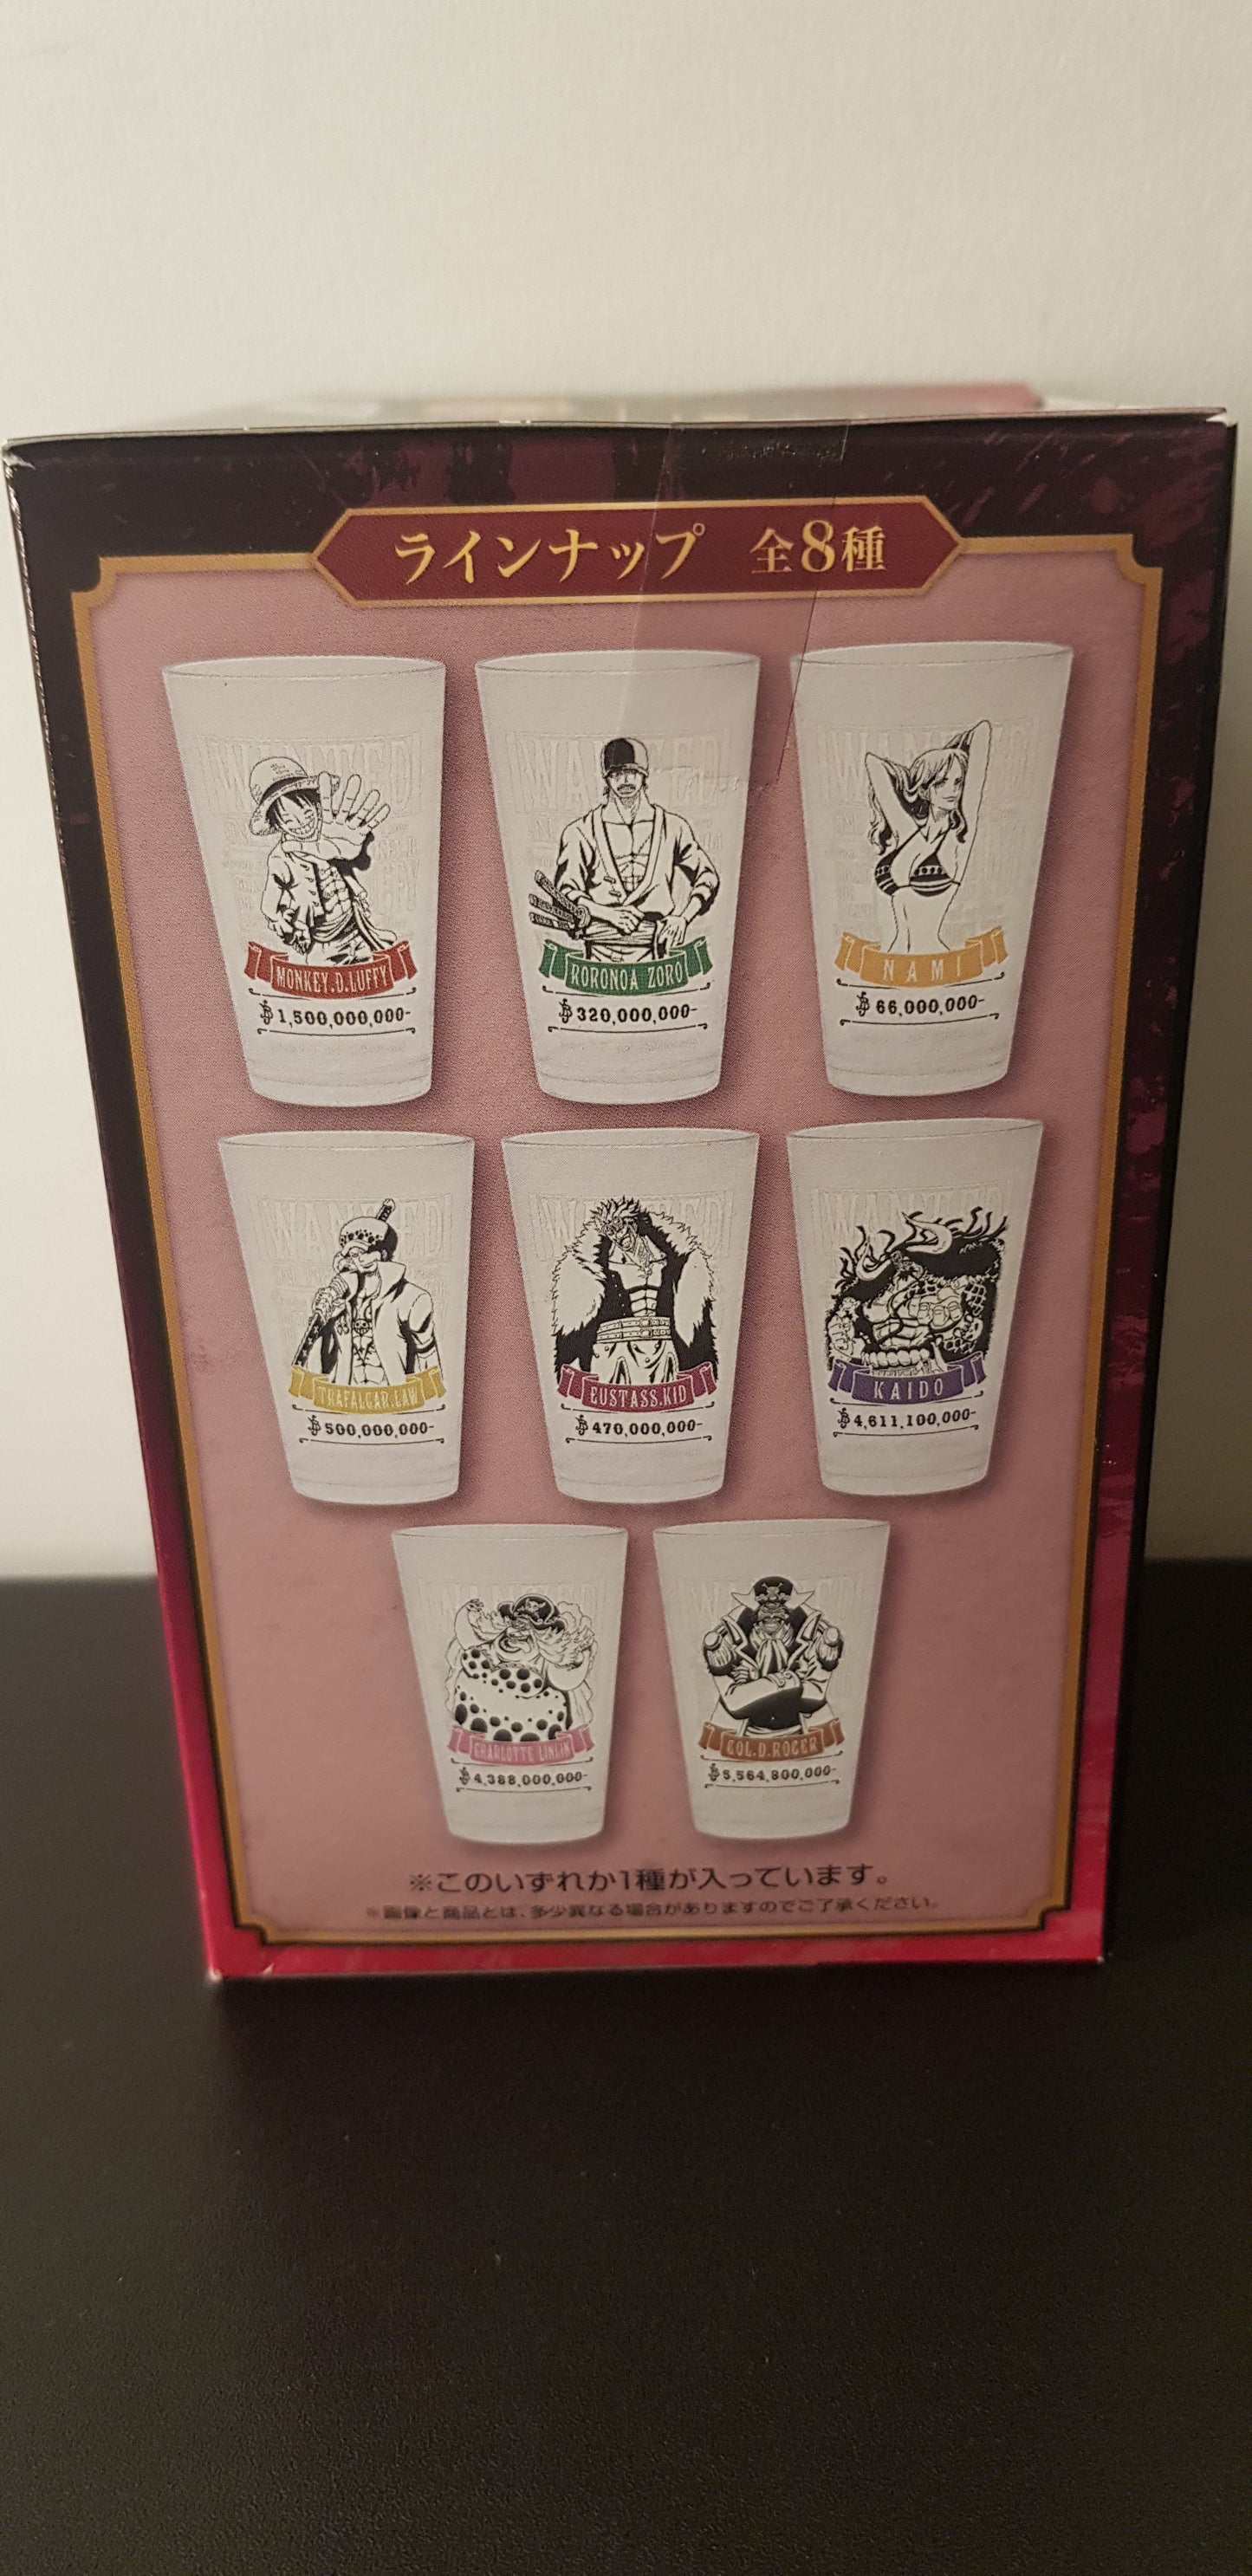 ラインナップ 全8種
WANTED
WANTED
WANTED
MONKEY.D.LUFFY
RORONOA ZORO
NAMI
฿1,500,000,000-
฿320,000,000-
฿66,000,000-
WANTED
WANTED
WANTED
TRAFALGAR.LAW
EUSTASS.KID
KAIDO
฿500,000,000-
฿470,000,000-
฿4,611,100,000-
WANTED
WANTED
CHARLOTTE LINLIN
GOL.D.ROGER
฿4,388,000,000-
฿5,564,800,000-
※このいずれか1種が入っています。
※画像と商品とは、多少異なる場合がありますのでご了承ください。